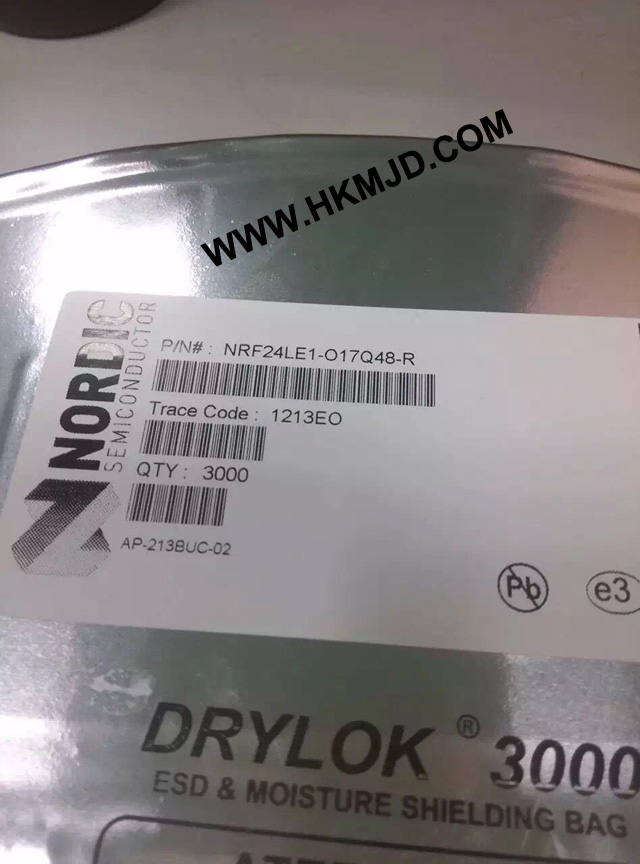 WWW.HKMJD.COM
NORDIC
SEMICONDUCTOR
P/N# : NRF24LE1-O17Q48-R
Trace Code : 1213EO
QTY : 3000
AP-213BUC-02
Pb
e3
DRYLOK ® 3000
ESD & MOISTURE SHIELDING BAG